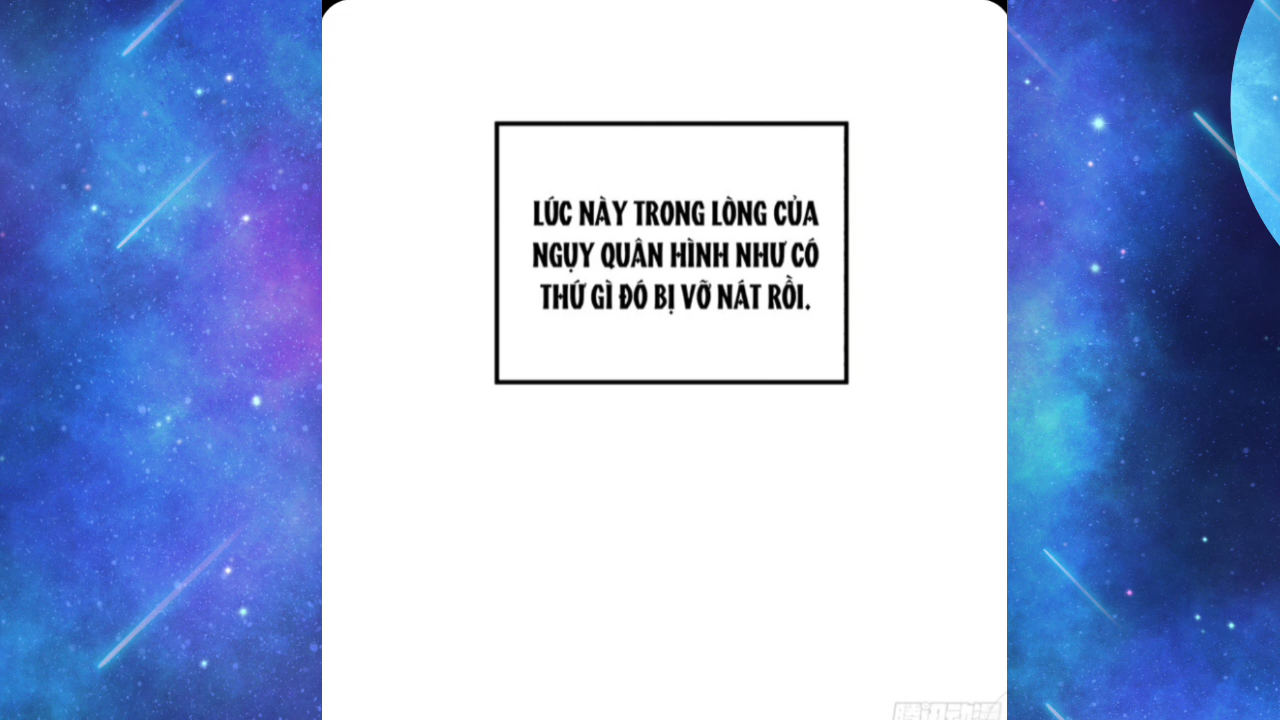 LÚC NÀY TRONG LÒNG CỦA
NGỤY QUÂN HÌNH NHƯ CÓ
THỨ GÌ ĐÓ BỊ VỠ NÁT RỒI.